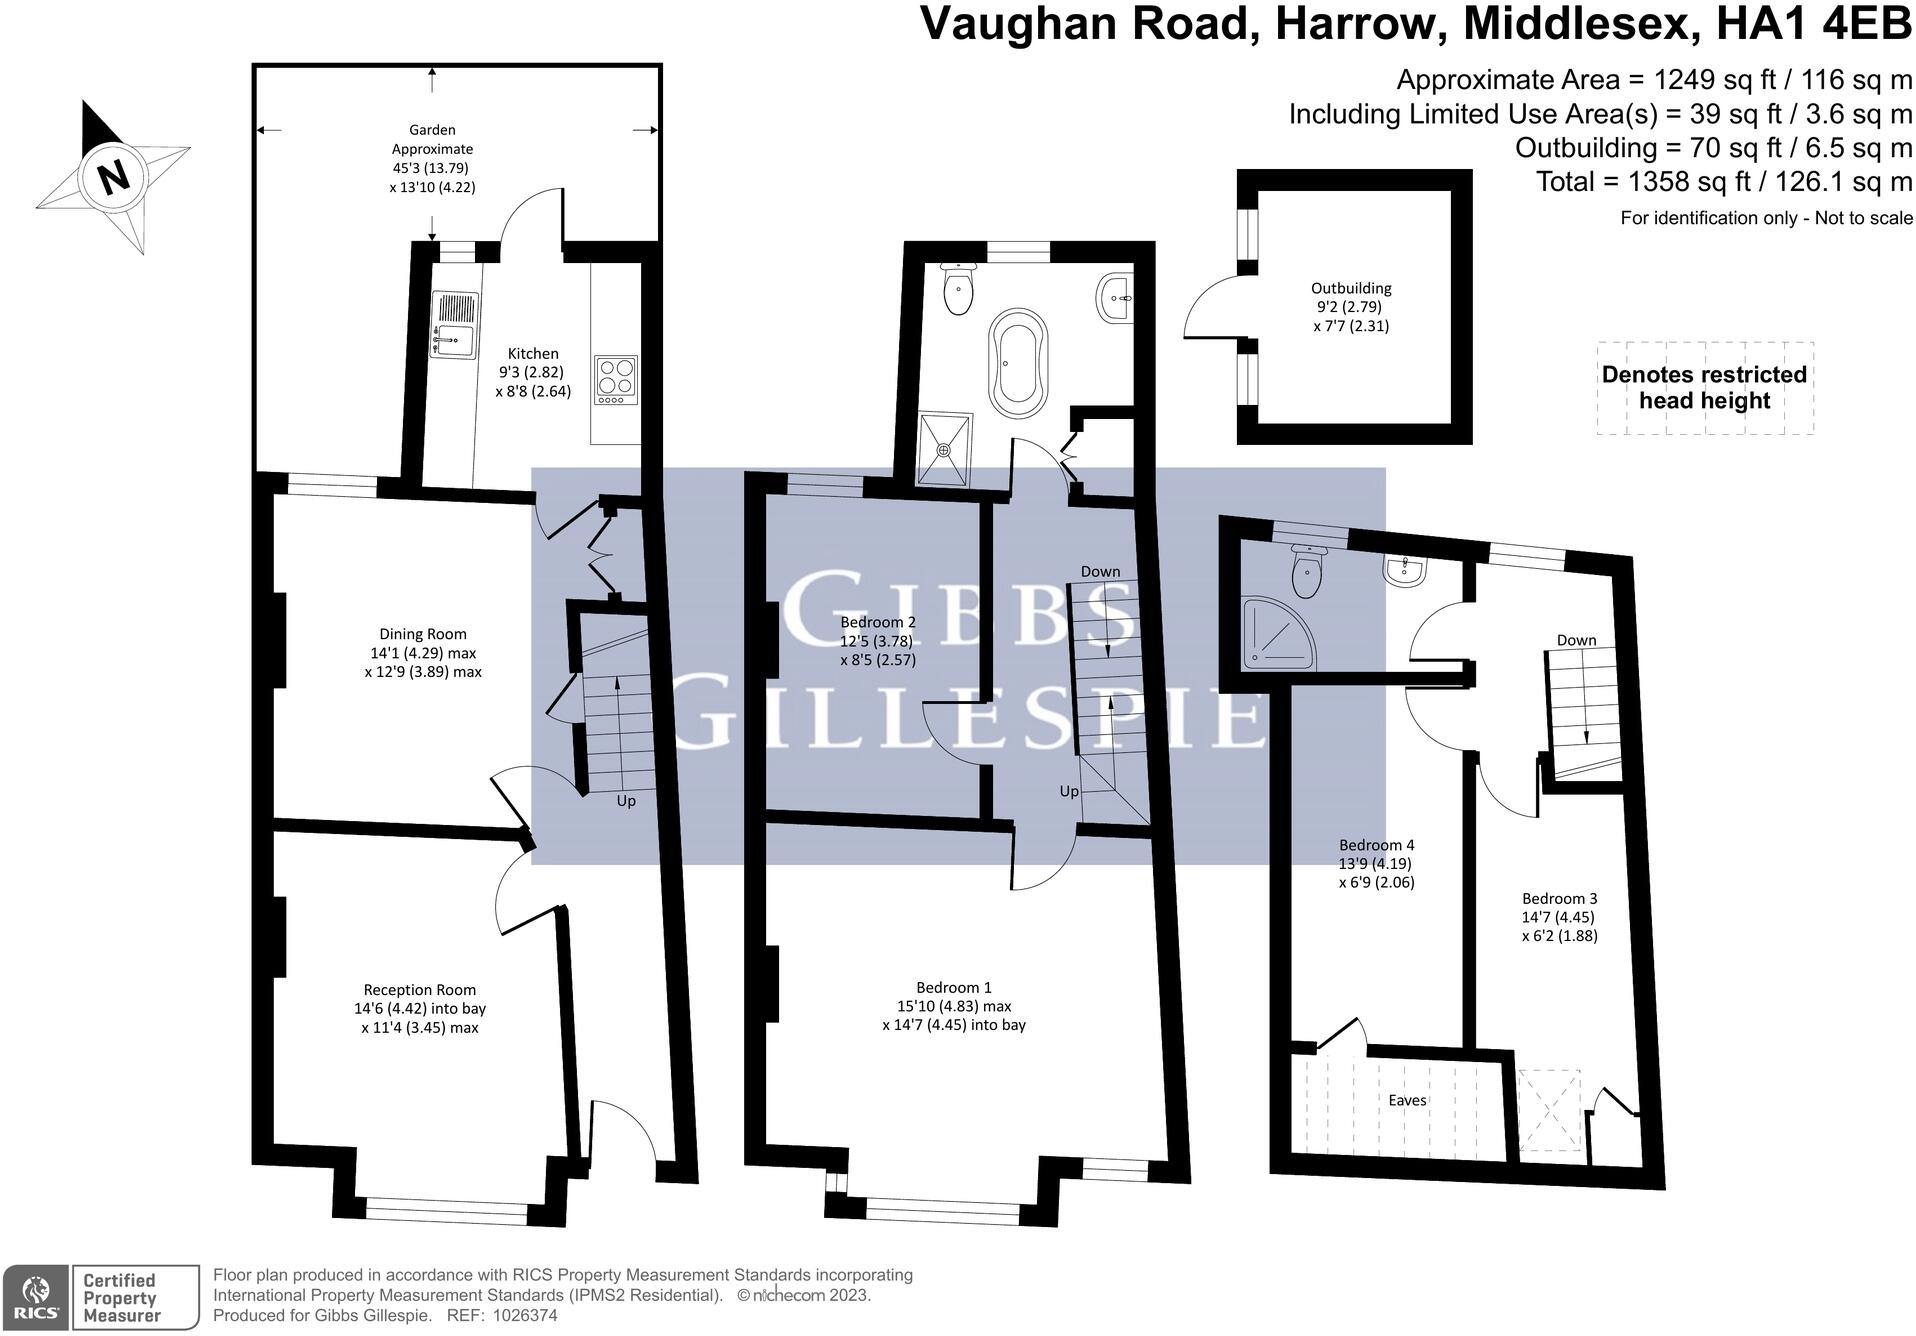 Vaughan Road, Harrow, Middlesex, HA1 4EB
Approximate Area = 1249 sq ft / 116 sq m
Including Limited Use Area(s) = 39 sq ft / 3.6 sq m
Outbuilding = 70 sq ft / 6.5 sq m
Total = 1358 sq ft / 126.1 sq m
For identification only - Not to scale
N
Garden
Approximate
45'3 (13.79)
x 13'10 (4.22)
Kitchen
9'3 (2.82)
x 8'8 (2.64)
Dining Room
14'1 (4.29) max
x 12'9 (3.89) max
Up
Reception Room
14'6 (4.42) into bay
x 11'4 (3.45) max
Down
Bedroom 2
12'5 (3.78)
x 8'5 (2.57)
Up
Bedroom 1
15'10 (4.83) max
x 14'7 (4.45) into bay
Outbuilding
9'2 (2.79)
x 7'7 (2.31)
Denotes restricted
head height
Down
Bedroom 4
13'9 (4.19)
x 6'9 (2.06)
Bedroom 3
14'7 (4.45)
x 6'2 (1.88)
Eaves
GIBBS
GILLESPIE
RICS
Certified
Property
Measurer
Floor plan produced in accordance with RICS Property Measurement Standards incorporating
International Property Measurement Standards (IPMS2 Residential). © nichecom 2023.
Produced for Gibbs Gillespie. REF: 1026374